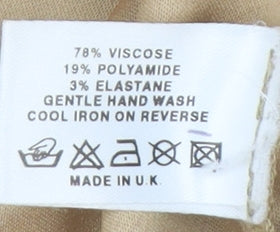 78% VISCOSE
19% POLYAMIDE
3% ELASTANE
GENTLE HAND WASH
COOL IRON ON REVERSE
MADE IN U.K.